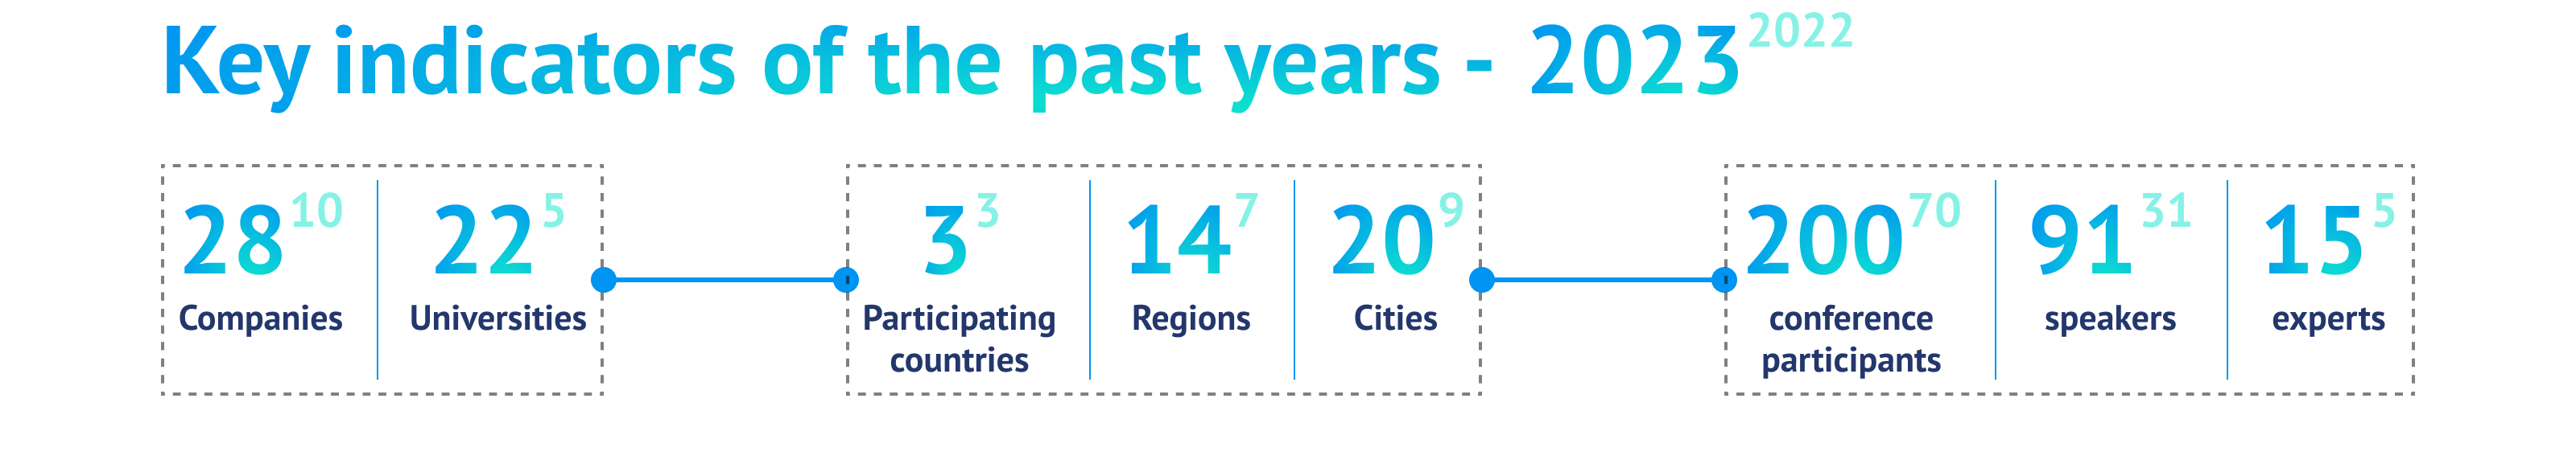 Key indicators of the past years - 2023 2022
28 10
Companies
22 5
Universities
3 3
Participating
countries
14 7
Regions
20 9
Cities
200 70
conference
participants
91 31
speakers
15 5
experts